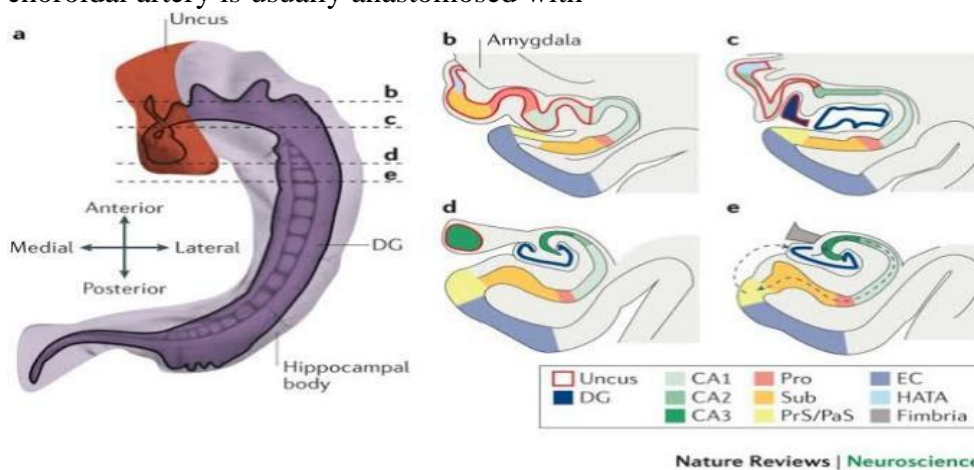 choroidal artery is usually anastomosed with
a
Uncus
b
c
d
e
Anterior
Medial
Lateral
Posterior
DG
Hippocampal
body
b
Amygdala
c
d
e
Uncus
CA1
Pro
EC
DG
CA2
Sub
HATA
CA3
PrS/PaS
Fimbria
Nature Reviews | Neuroscience